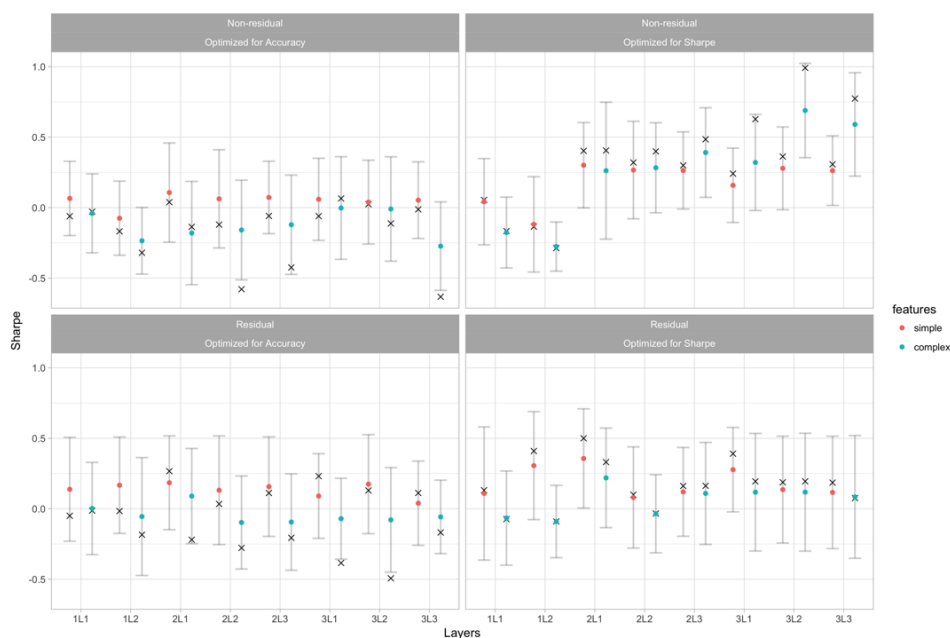 Non-residual
Optimized for Accuracy
Non-residual
Optimized for Sharpe
1.0
0.5
0.0
-0.5
Residual
Optimized for Accuracy
Residual
Optimized for Sharpe
1.0
0.5
0.0
-0.5
Sharpe
1L1 1L2 2L1 2L2 2L3 3L1 3L2 3L3
1L1 1L2 2L1 2L2 2L3 3L1 3L2 3L3
Layers
features
simple
complex